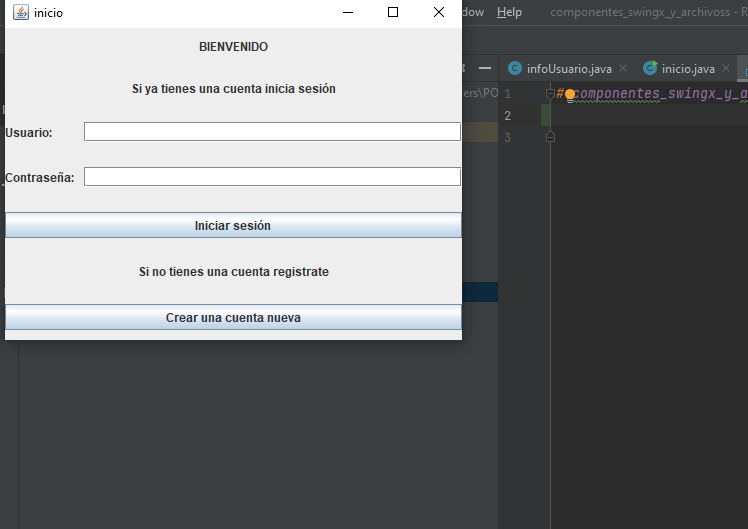 inicio
BIENVENIDO
Si ya tienes una cuenta inicia sesión
Usuario:
Contraseña:
Iniciar sesión
Si no tienes una cuenta registrate
Crear una cuenta nueva
dow Help componentes_swingx_y_archivoss - R
infoUsuario.java inicio.java
ers\PO
1 # componentes_swingx_y_a
2
3